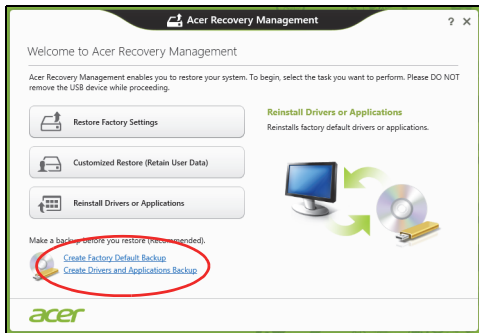 Acer Recovery Management
? X
Welcome to Acer Recovery Management
Acer Recovery Management enables you to restore your system. To begin, select the task you want to perform. Please DO NOT
remove the USB device while proceeding.
Restore Factory Settings
Customized Restore (Retain User Data)
Reinstall Drivers or Applications
Reinstall Drivers or Applications
Reinstalls factory default drivers or applications.
Make a backup before you restore (Recommended).
Create Factory Default Backup
Create Drivers and Applications Backup
acer